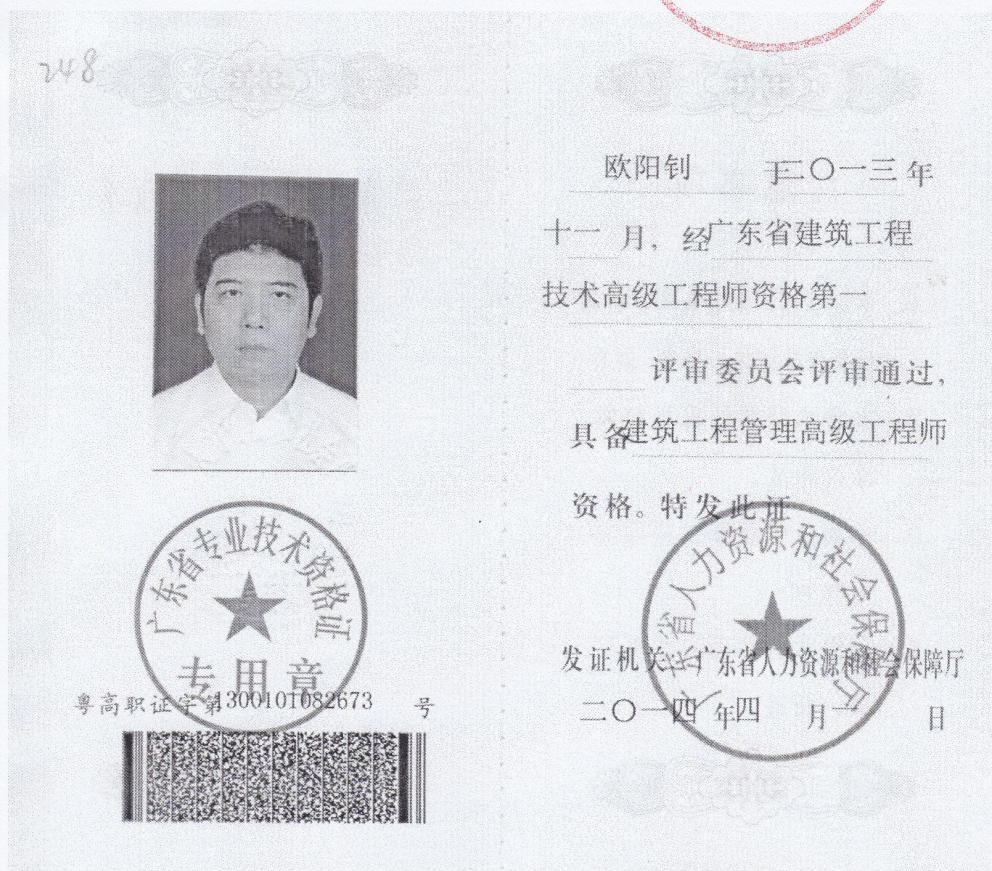 248
广东省专业技术资格证
专用章
粤高职证字第1300101082673号
欧阳钊 于二〇一三年
十一月，经广东省建筑工程
技术高级工程师资格第一
评审委员会评审通过，
具备建筑工程管理高级工程师
资格。特发此证
广东省人力资源和社会保障厅
发证机关 广东省人力资源和社会保障厅
二〇一四年四月 日